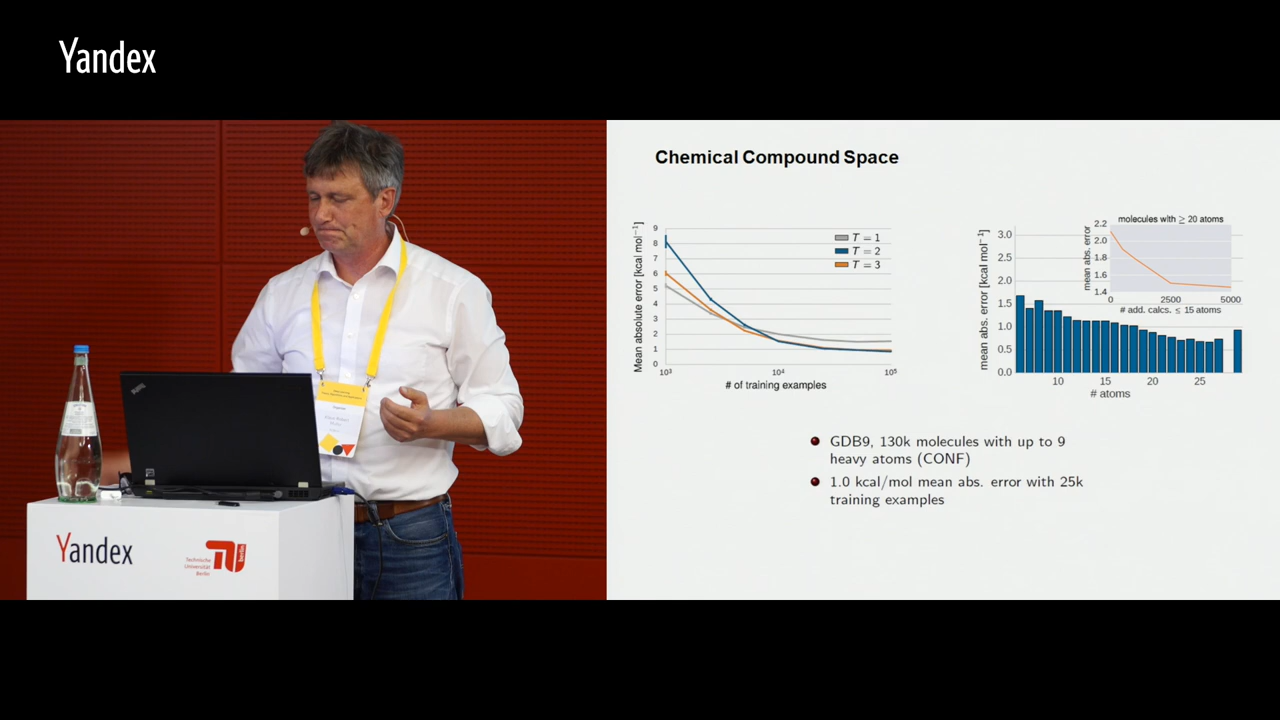 Yandex
Chemical Compound Space
Mean absolute error [kcal mol⁻¹]
9
8
7
6
5
4
3
2
1
0
T = 1
T = 2
T = 3
10³
10⁴
10⁵
# of training examples
mean abs. error [kcal mol⁻¹]
3.0
2.5
2.0
1.5
1.0
0.5
0.0
10
15
20
25
# atoms
molecules with ≥ 20 atoms
mean abs. error
2.2
2.0
1.8
1.6
1.4
0
2500
5000
# add. calcs. ≤ 15 atoms
GDB9, 130k molecules with up to 9
heavy atoms (CONF)
1.0 kcal/mol mean abs. error with 25k
training examples
Yandex
Technische
Universität
Berlin
berlin